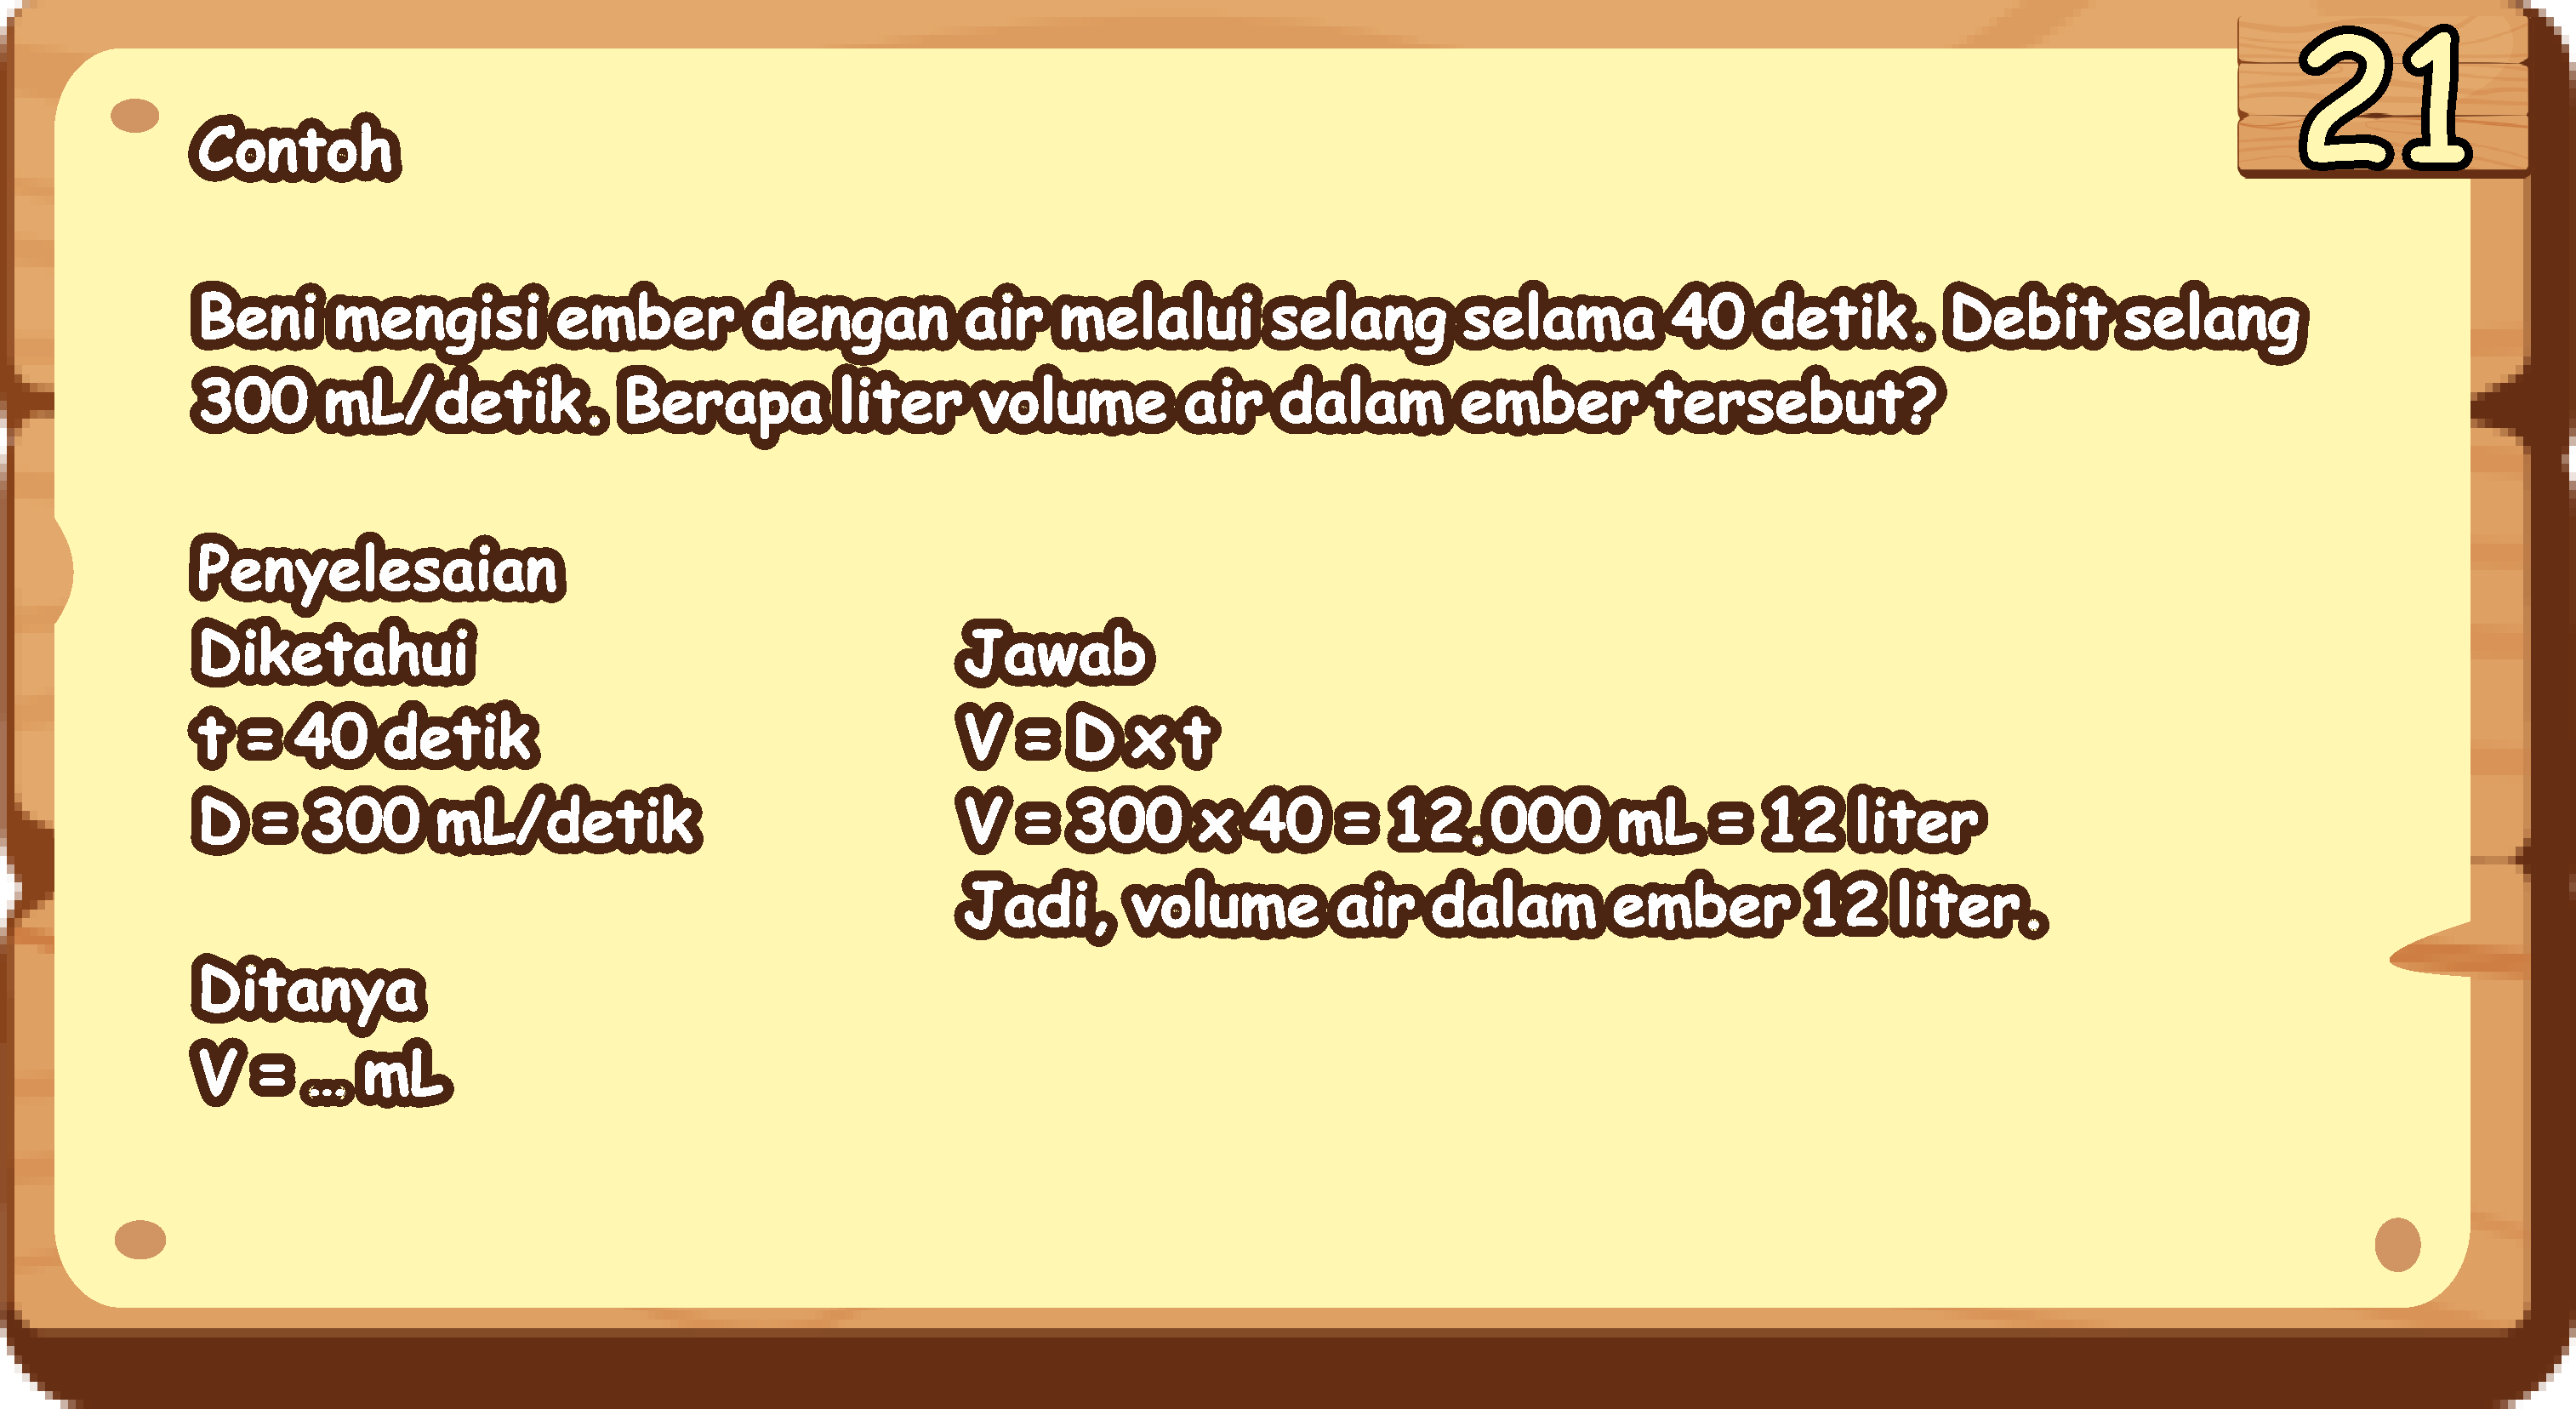 21
Contoh
Beni mengisi ember dengan air melalui selang selama 40 detik. Debit selang
300 mL/detik. Berapa liter volume air dalam ember tersebut?
Penyelesaian
Diketahui
t = 40 detik
D = 300 mL/detik
Ditanya
V = ... mL
Jawab
V = D x t
V = 300 x 40 = 12.000 mL = 12 liter
Jadi, volume air dalam ember 12 liter.